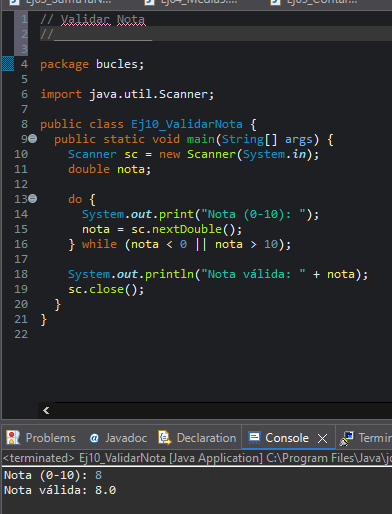 1 // Validar Nota
2 //
3
4 package bucles;
5
6 import java.util.Scanner;
7
8 public class Ej10_ValidarNota {
9 public static void main(String[] args) {
10 Scanner sc = new Scanner(System.in);
11 double nota;
12
13 do {
14 System.out.print("Nota (0-10): ");
15 nota = sc.nextDouble();
16 } while (nota < 0 || nota > 10);
17
18 System.out.println("Nota válida: " + nota);
19 sc.close();
20 }
21 }
22
Problems Javadoc Declaration Console Termin
<terminated> Ej10_ValidarNota [Java Application] C:\Program Files\Java\j
Nota (0-10): 8
Nota válida: 8.0